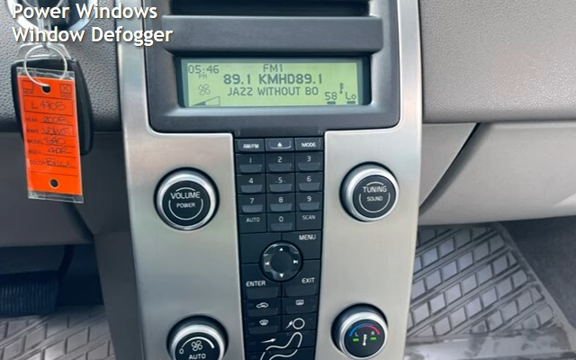 Power Windows
Window Defogger
05:46 FM1
PM
89.1 KMHD89.1
JAZZ WITHOUT BO
58 Lo
AM/FM MODE
1 2 3
4 5 6
7 8 9
AUTO 0 SCAN
VOLUME
POWER
TUNING
SOUND
MENU
ENTER EXIT
AUTO